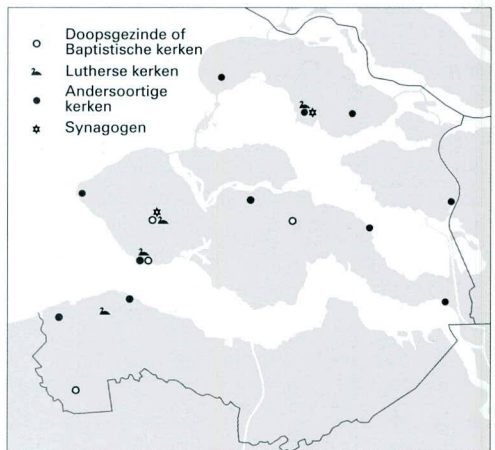 Doopsgezinde of
Baptistische kerken
Lutherse kerken
Andersoortige
kerken
Synagogen